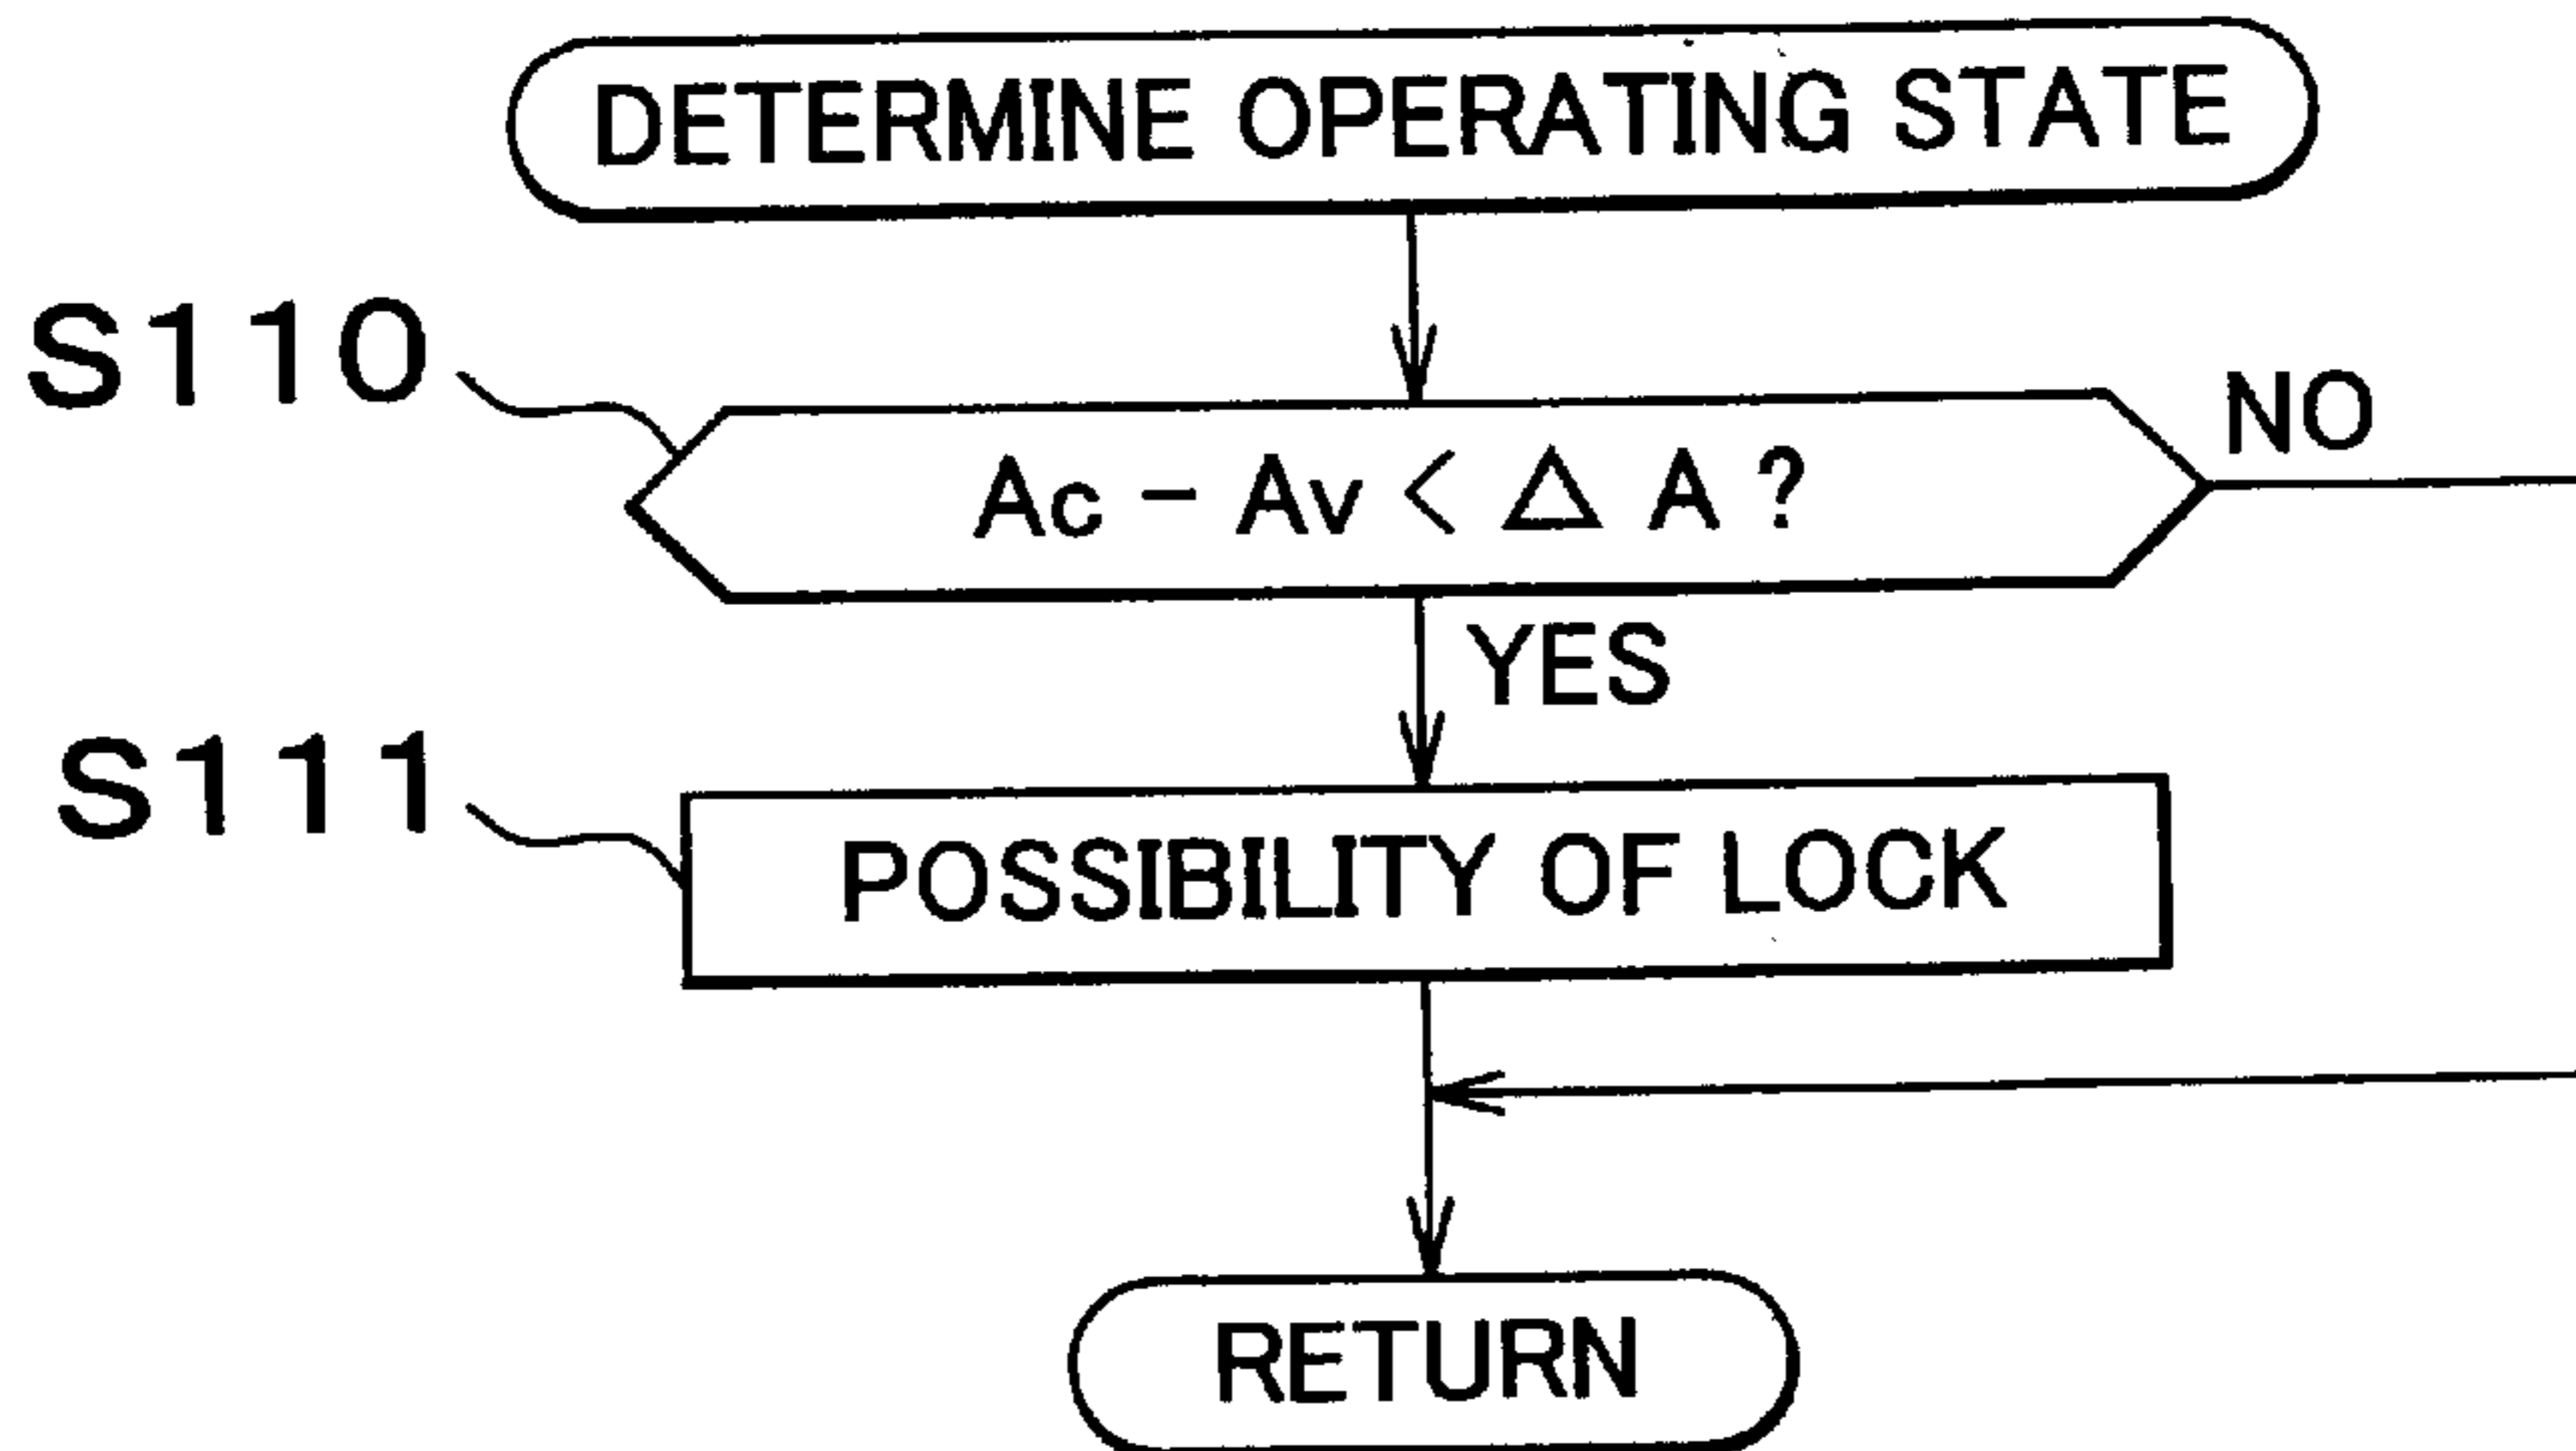 DETERMINE OPERATING STATE
S110
Ac - Av < △ A ?
NO
YES
S111
POSSIBILITY OF LOCK
RETURN